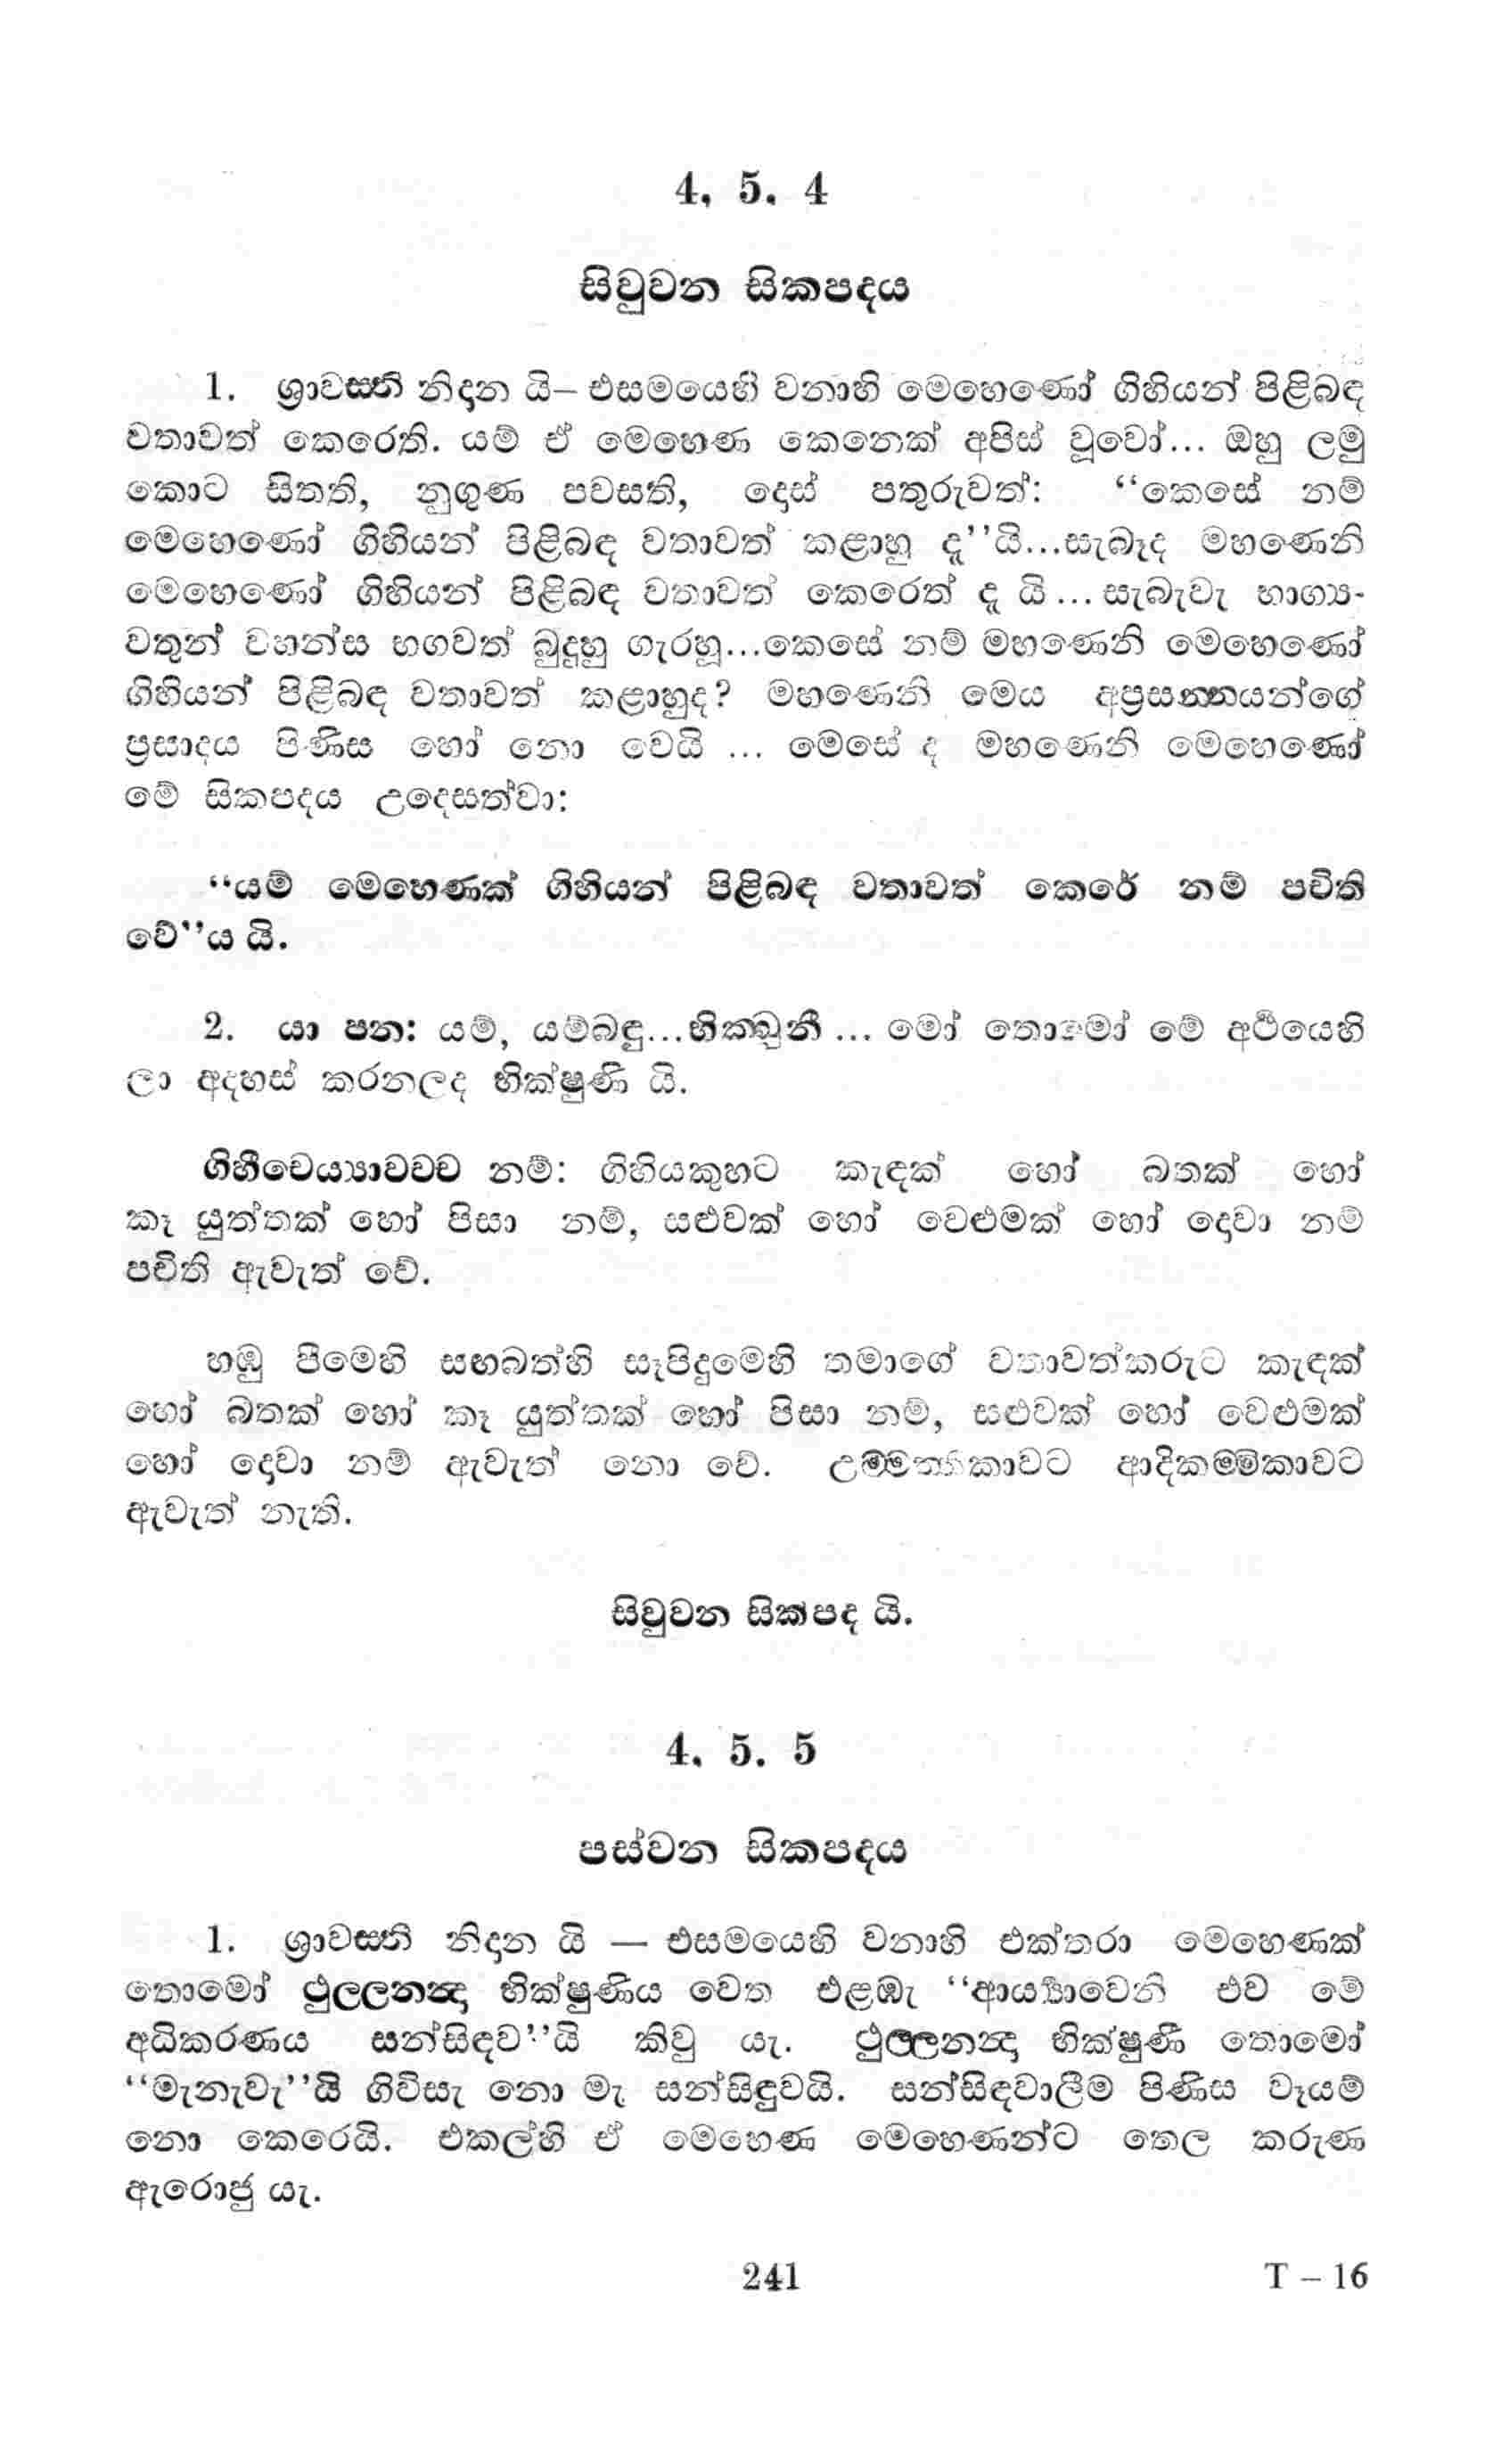 4. 5. 4
සිවුවන සිකපදය
1. ශ්‍රාවස්ති නිදාන යි– එසමයෙහි වනාහි මෙහෙණෝ ගිහියන් පිළිබඳ
වතාවත් කෙරෙති. යම් ඒ මෙහෙණ කෙනෙක් අපිස් වූවෝ... ඔහු ලමු
කොට සිතති, නුගුණ පවසති, දොස් පතුරුවත්: “කෙසේ නම්
මෙහෙණෝ ගිහියන් පිළිබඳ වතාවත් කළාහු දැ”යි...සැබෑද මහණෙනි
මෙහෙණෝ ගිහියන් පිළිබඳ වතාවත් කෙරෙත් දැ යි ... සැබැවැ භාග්‍ය-
වතුන් වහන්ස භගවත් බුදුහු ගැරහූ...කෙසේ නම් මහණෙනි මෙහෙණෝ
ගිහියන් පිළිබඳ වතාවත් කළාහුද? මහණෙනි මෙය අප්‍රසන්නයන්ගේ
ප්‍රසාදය පිණිස හෝ නො වෙයි ... මෙසේ ද මහණෙනි මෙහෙණෝ
මේ සිකපදය උදෙසත්වා:
“යම් මෙහෙණක් ගිහියන් පිළිබඳ වතාවත් කෙරේ නම් පචිති
වේ”ය යි.
2. යා පන: යම්, යම්බඳු...භික්ඛුනී ... මෝ තොමෝ මේ අර්ථයෙහි
ලා අදහස් කරනලද භික්ෂුණි යි.
ගිහීවෙය්‍යාවච්ච නම්: ගිහියකුහට කැඳක් හෝ බතක් හෝ
කෑ යුත්තක් හෝ පිසා නම්, සළුවක් හෝ වෙළුමක් හෝ දොවා නම්
පචිති ඇවැත් වේ.
හඹු පීමෙහි සඟබත්හි සෑපිදුමෙහි තමාගේ වතාවත්කරුට කැඳක්
හෝ බතක් හෝ කෑ යුත්තක් හෝ පිසා නම්, සළුවක් හෝ වෙළුමක්
හෝ දොවා නම් ඇවැත් නො වේ. උම්මත්තිකාවට ආදිකම්මිකාවට
ඇවැත් නැති.
සිවුවන සිකපද යි.
4. 5. 5
පස්වන සිකපදය
1. ශ්‍රාවස්ති නිදාන යි — එසමයෙහි වනාහි එක්තරා මෙහෙණක්
තොමෝ ථුල්ලනන්දා භික්ෂුණිය වෙත එළඹැ “ආර්ය්‍යාවෙනි එව මේ
අධිකරණය සන්සිඳව”යි කිවු යැ. ථුල්ලනන්දා භික්ෂුණී තොමෝ
“මැනැවැ”යි ගිවිසැ නො මැ සන්සිඳුවයි. සන්සිඳවාලීම පිණිස වෑයම්
නො කෙරෙයි. එකල්හි ඒ මෙහෙණ මෙහෙණන්ට තෙල කරුණ
ඇරොජු යැ.
241 T – 16